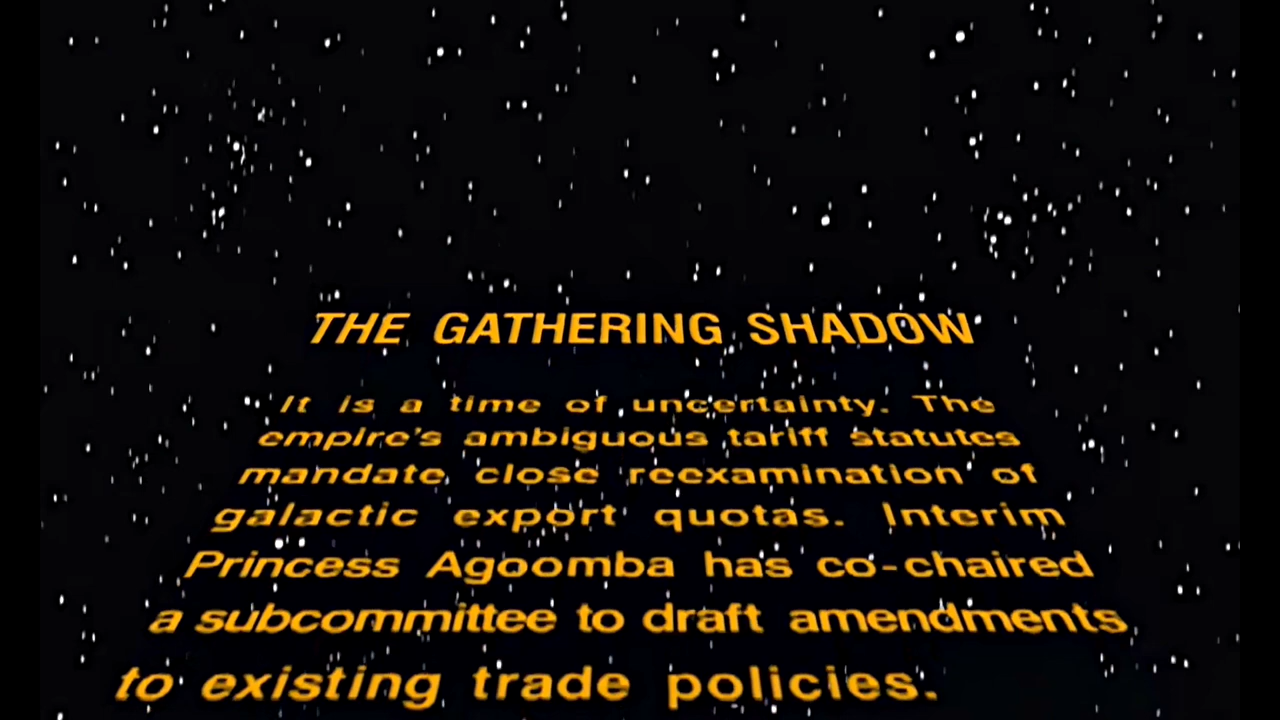 THE GATHERING SHADOW
It is a time of uncertainty. The
empire's ambiguous tariff statutes
mandate close reexamination of
galactic export quotas. Interim
Princess Agoomba has co-chaired
a subcommittee to draft amendments
to existing trade policies.